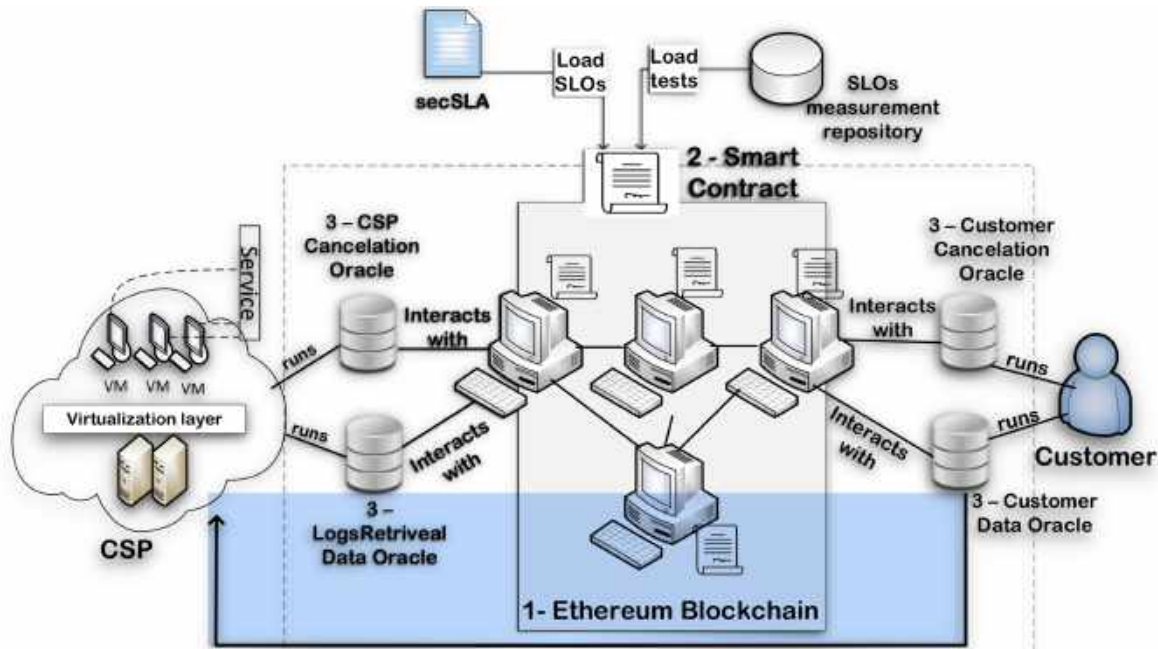 Load
SLOs
secSLA
Load
tests
SLOs
measurement
repository
2 - Smart
Contract
3 – CSP
Cancelation
Oracle
3 – Customer
Cancelation
Oracle
Service
Interacts
with
Interacts
with
runs
runs
VM VM VM
Virtualization layer
runs
Interacts
with
Interacts
with
runs
Customer
CSP
3 –
LogsRetriveal
Data Oracle
3 – Customer
Data Oracle
1- Ethereum Blockchain